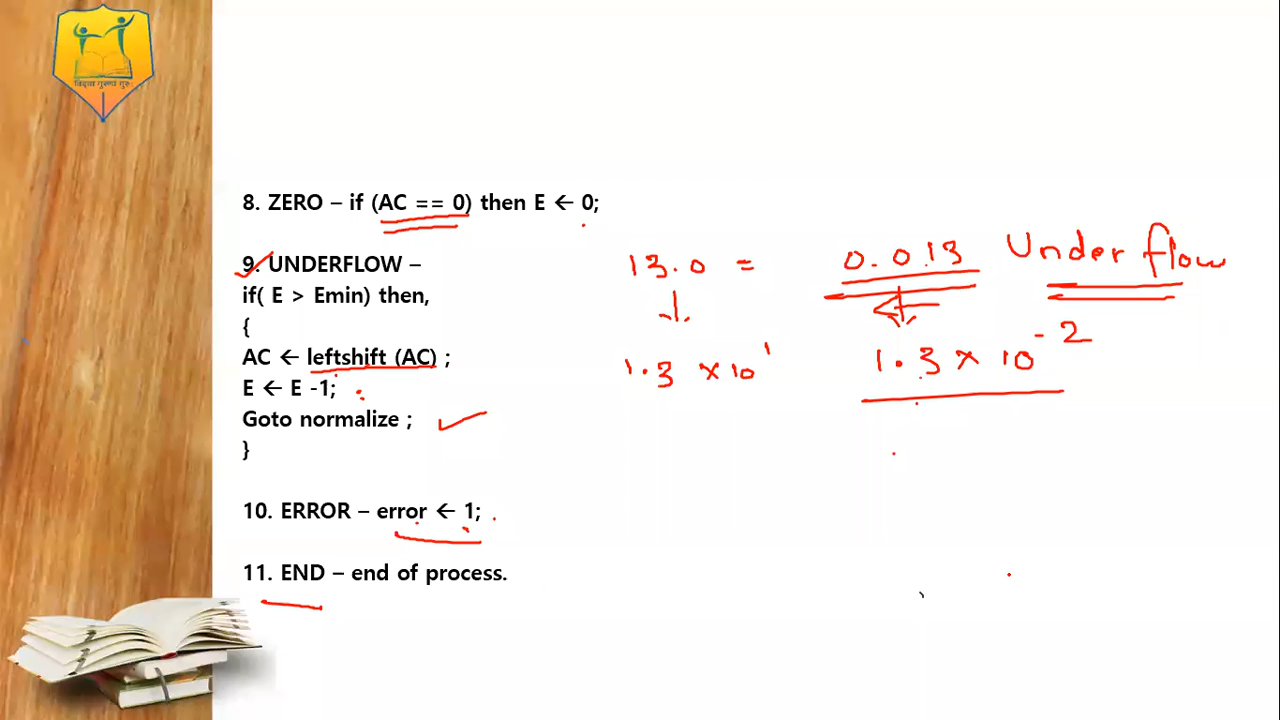 विद्या गुरूणां गुरुः
8. ZERO – if (AC == 0) then E ← 0;
9. UNDERFLOW –
if( E > Emin) then,
{
AC ← leftshift (AC) ;
E ← E -1;
Goto normalize ;
}
10. ERROR – error ← 1;
11. END – end of process.
13.0 = 0.013 Underflow
1.3 × 10¹ 1.3 × 10⁻²